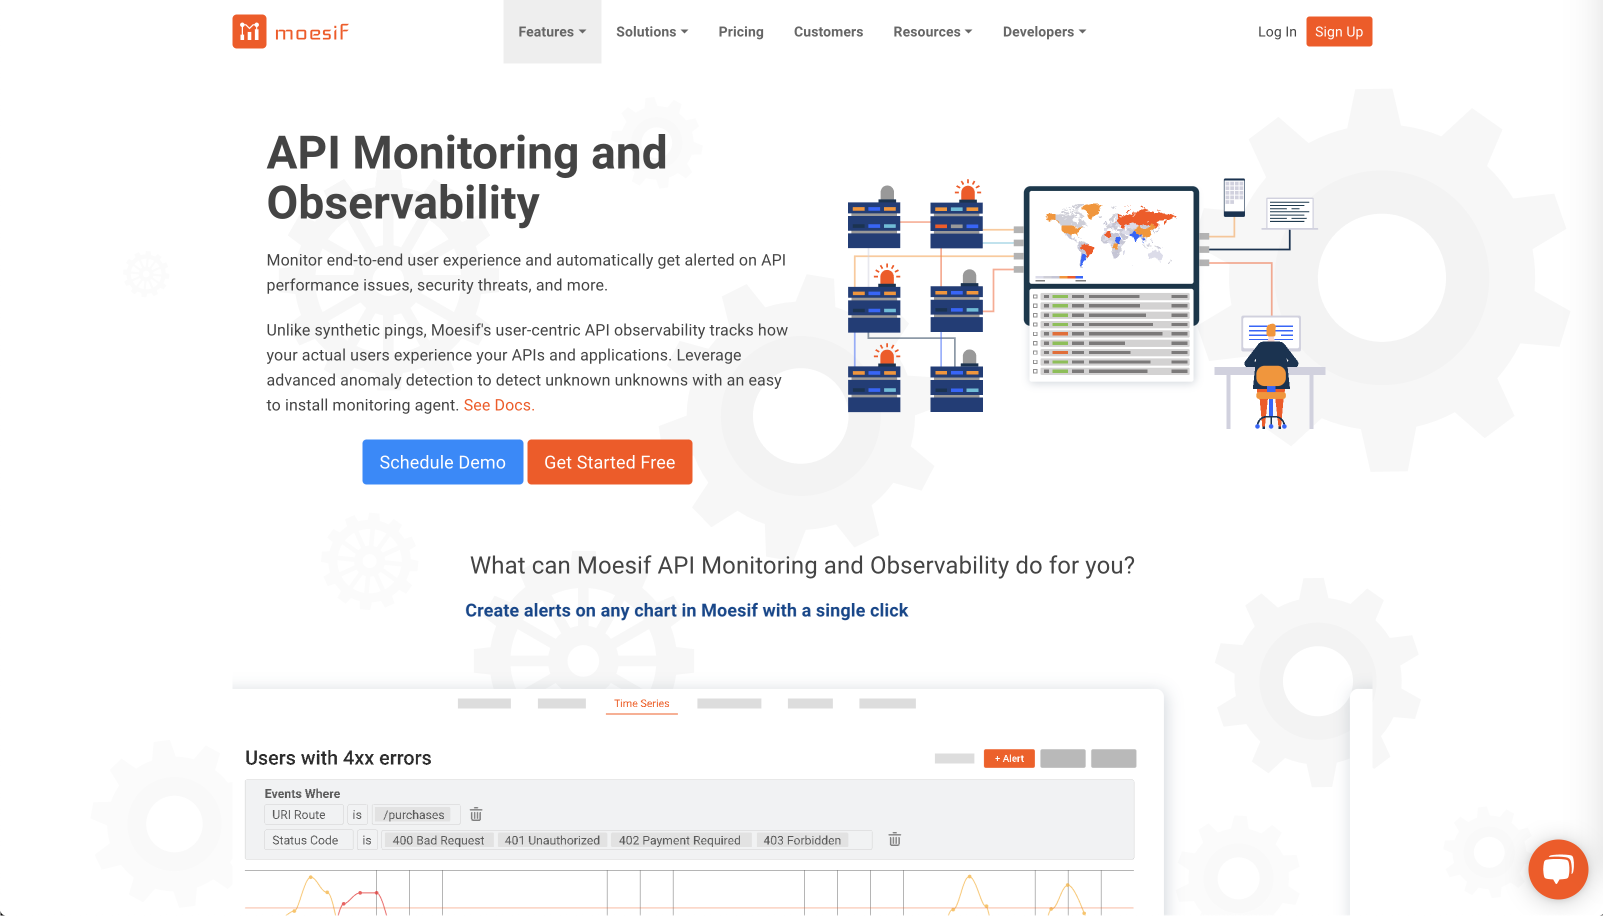 moesif
Features
Solutions
Pricing
Customers
Resources
Developers
Log In
Sign Up
API Monitoring and
Observability
Monitor end-to-end user experience and automatically get alerted on API
performance issues, security threats, and more.
Unlike synthetic pings, Moesif's user-centric API observability tracks how
your actual users experience your APIs and applications. Leverage
advanced anomaly detection to detect unknown unknowns with an easy
to install monitoring agent. See Docs.
Schedule Demo
Get Started Free
What can Moesif API Monitoring and Observability do for you?
Create alerts on any chart in Moesif with a single click
Time Series
Users with 4xx errors
+ Alert
Events Where
URI Route is /purchases
Status Code is 400 Bad Request 401 Unauthorized 402 Payment Required 403 Forbidden